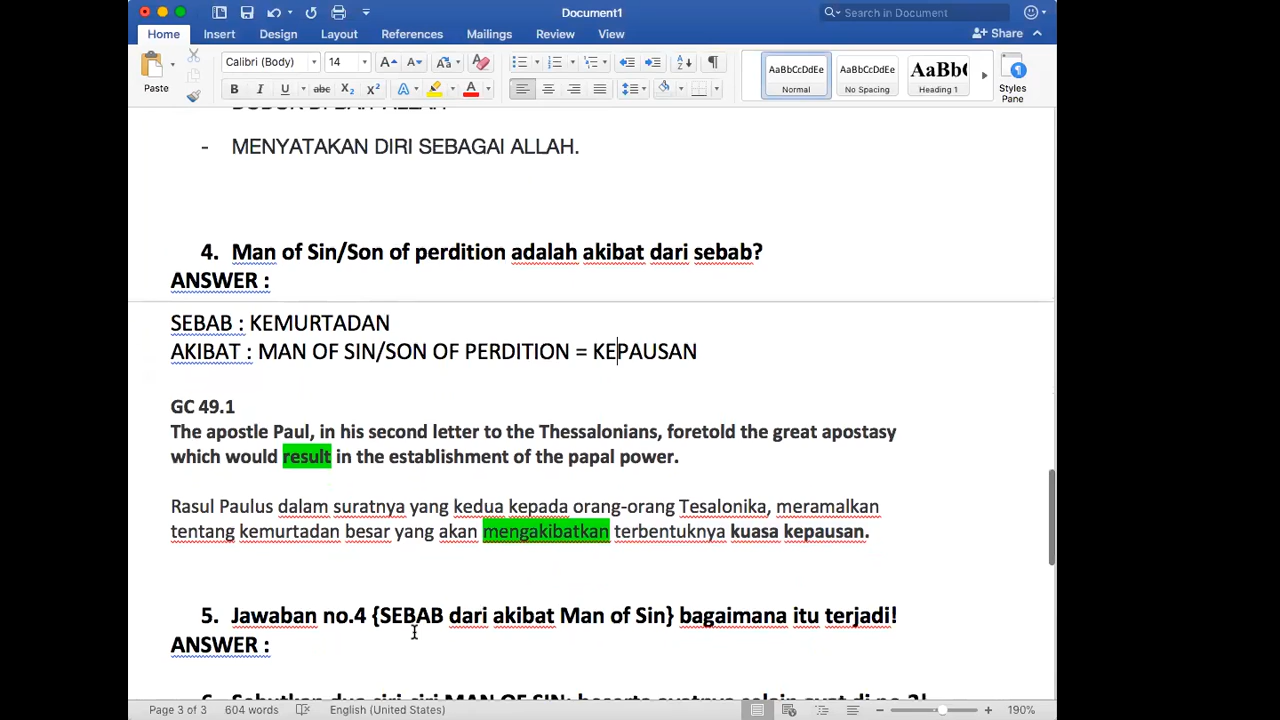 Document1
Search in Document
Home Insert Design Layout References Mailings Review View
Share
Paste
Calibri (Body) 14
AaBbCcDdEe AaBbCcDdEe AaBbC
Normal No Spacing Heading 1
Styles Pane
- MENYATAKAN DIRI SEBAGAI ALLAH.
4. Man of Sin/Son of perdition adalah akibat dari sebab?
ANSWER :
SEBAB : KEMURTADAN
AKIBAT : MAN OF SIN/SON OF PERDITION = KEPAUSAN
GC 49.1
The apostle Paul, in his second letter to the Thessalonians, foretold the great apostasy
which would result in the establishment of the papal power.
Rasul Paulus dalam suratnya yang kedua kepada orang-orang Tesalonika, meramalkan
tentang kemurtadan besar yang akan mengakibatkan terbentuknya kuasa kepausan.
5. Jawaban no.4 {SEBAB dari akibat Man of Sin} bagaimana itu terjadi!
ANSWER :
Page 3 of 3 604 words English (United States) 190%